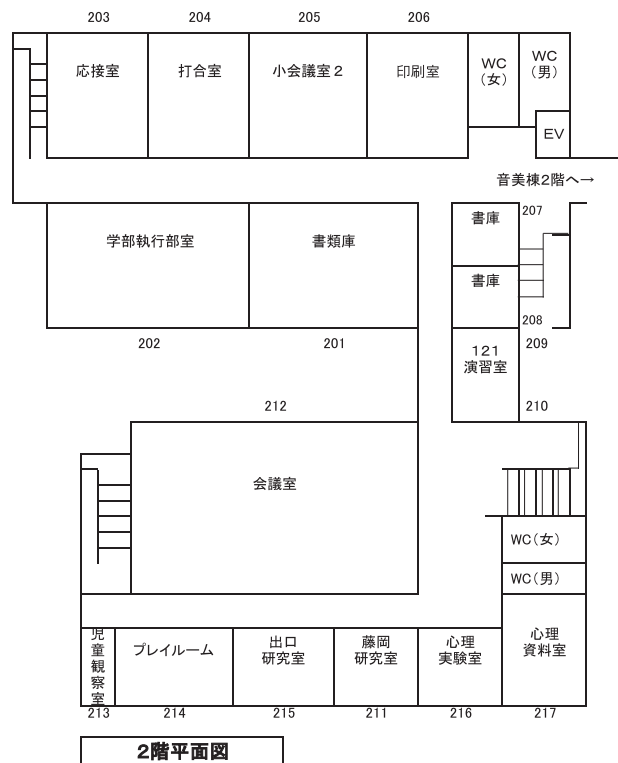 203
204
205
206
応接室
打合室
小会議室2
印刷室
WC
(女)
WC
(男)
EV
音美棟2階へ→
学部執行部室
書類庫
書庫
207
書庫
208
202
201
121
演習室
209
212
210
会議室
WC(女)
WC(男)
児童観察室
プレイルーム
出口
研究室
藤岡
研究室
心理
実験室
心理
資料室
213
214
215
211
216
217
2階平面図